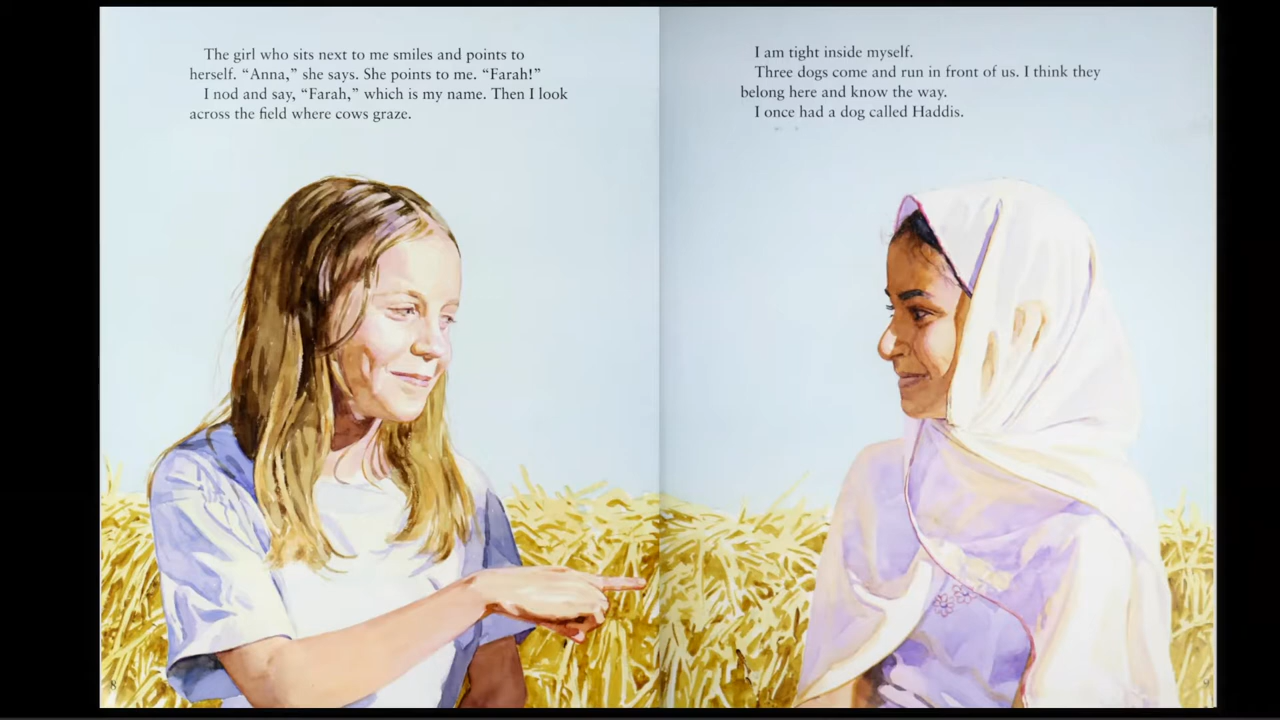 The girl who sits next to me smiles and points to
herself. “Anna,” she says. She points to me. “Farah!”
I nod and say, “Farah,” which is my name. Then I look
across the field where cows graze.
8
I am tight inside myself.
Three dogs come and run in front of us. I think they
belong here and know the way.
I once had a dog called Haddis.